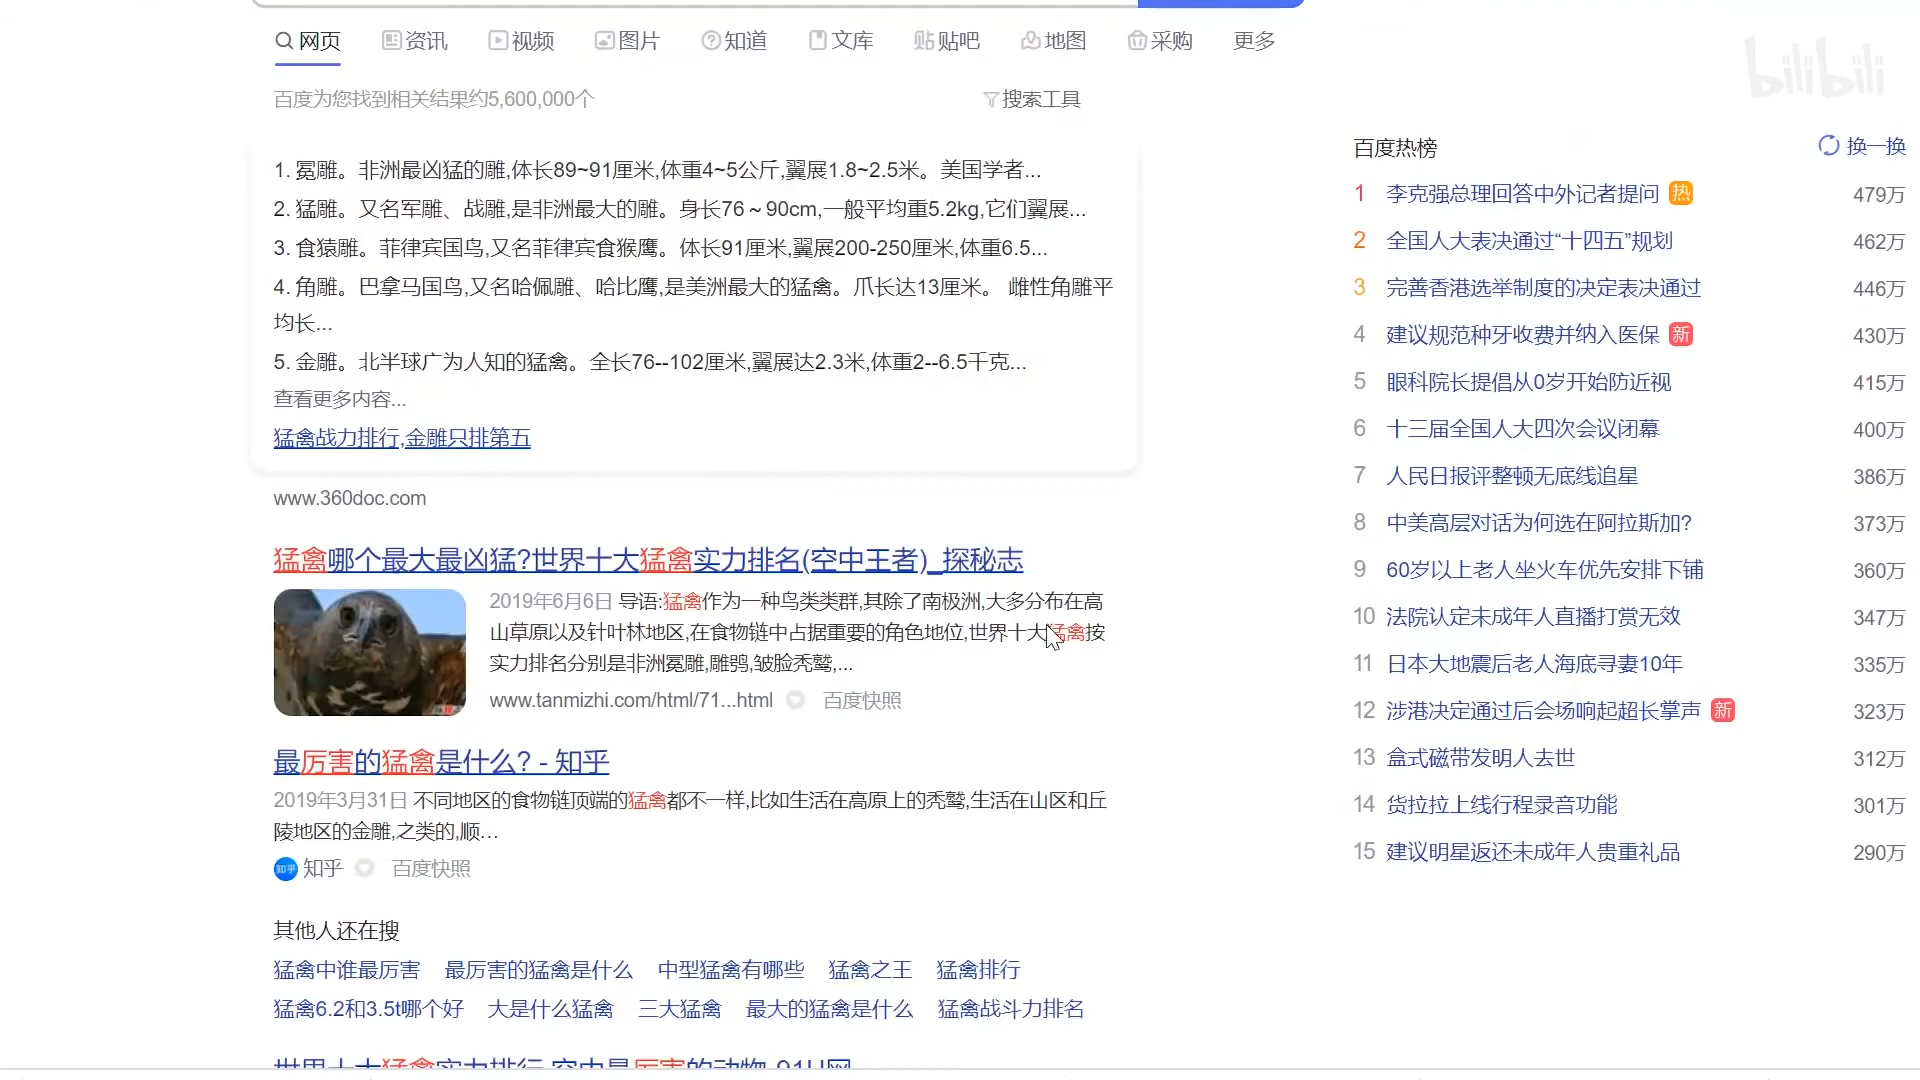 网页 资讯 视频 图片 知道 文库 贴吧 地图 采购 更多
bilibili
百度为您找到相关结果约5,600,000个 搜索工具
1. 冕雕。非洲最凶猛的雕,体长89~91厘米,体重4~5公斤,翼展1.8~2.5米。美国学者...
2. 猛雕。又名军雕、战雕,是非洲最大的雕。身长76～90cm,一般平均重5.2kg,它们翼展...
3. 食猿雕。菲律宾国鸟,又名菲律宾食猴鹰。体长91厘米,翼展200-250厘米,体重6.5...
4. 角雕。巴拿马国鸟,又名哈佩雕、哈比鹰,是美洲最大的猛禽。爪长达13厘米。 雌性角雕平
均长...
5. 金雕。北半球广为人知的猛禽。全长76--102厘米,翼展达2.3米,体重2--6.5千克...
查看更多内容...
猛禽战力排行,金雕只排第五
www.360doc.com
猛禽哪个最大最凶猛?世界十大猛禽实力排名(空中王者)_探秘志
2019年6月6日 导语:猛禽作为一种鸟类类群,其除了南极洲,大多分布在高
山草原以及针叶林地区,在食物链中占据重要的角色地位,世界十大猛禽按
实力排名分别是非洲冕雕,雕鸮,皱脸秃鹫,...
www.tanmizhi.com/html/71...html 百度快照
最厉害的猛禽是什么? - 知乎
2019年3月31日 不同地区的食物链顶端的猛禽都不一样,比如生活在高原上的秃鹫,生活在山区和丘
陵地区的金雕,之类的,顺...
知乎 知乎 百度快照
其他人还在搜
猛禽中谁最厉害 最厉害的猛禽是什么 中型猛禽有哪些 猛禽之王 猛禽排行
猛禽6.2和3.5t哪个好 大是什么猛禽 三大猛禽 最大的猛禽是什么 猛禽战斗力排名
世界十大猛禽实力排行 空中最厉害的动物-91U网
百度热榜 换一换
1 李克强总理回答中外记者提问 热 479万
2 全国人大表决通过“十四五”规划 462万
3 完善香港选举制度的决定表决通过 446万
4 建议规范种牙收费并纳入医保 新 430万
5 眼科院长提倡从0岁开始防近视 415万
6 十三届全国人大四次会议闭幕 400万
7 人民日报评整顿无底线追星 386万
8 中美高层对话为何选在阿拉斯加? 373万
9 60岁以上老人坐火车优先安排下铺 360万
10 法院认定未成年人直播打赏无效 347万
11 日本大地震后老人海底寻妻10年 335万
12 涉港决定通过后会场响起超长掌声 新 323万
13 盒式磁带发明人去世 312万
14 货拉拉上线行程录音功能 301万
15 建议明星返还未成年人贵重礼品 290万